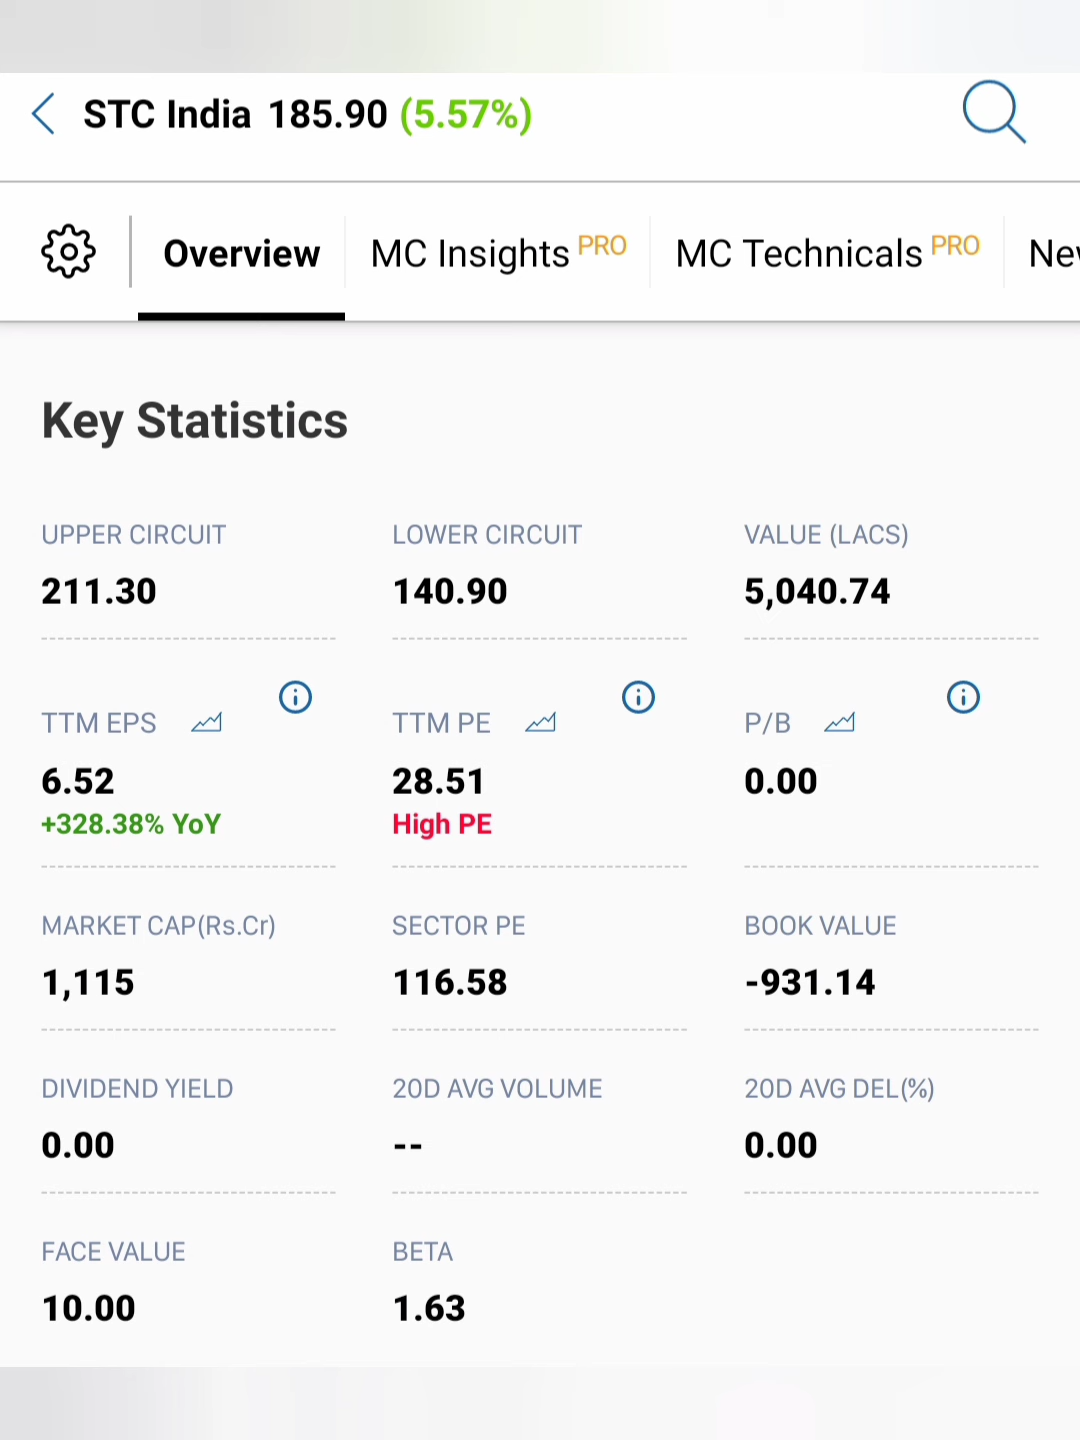 STC India 185.90 (5.57%)
Overview MC Insights PRO MC Technicals PRO
Key Statistics
UPPER CIRCUIT LOWER CIRCUIT VALUE (LACS)
211.30 140.90 5,040.74
TTM EPS TTM PE P/B
6.52 28.51 0.00
+328.38% YoY High PE
MARKET CAP(Rs.Cr) SECTOR PE BOOK VALUE
1,115 116.58 -931.14
DIVIDEND YIELD 20D AVG VOLUME 20D AVG DEL(%)
0.00 -- 0.00
FACE VALUE BETA
10.00 1.63